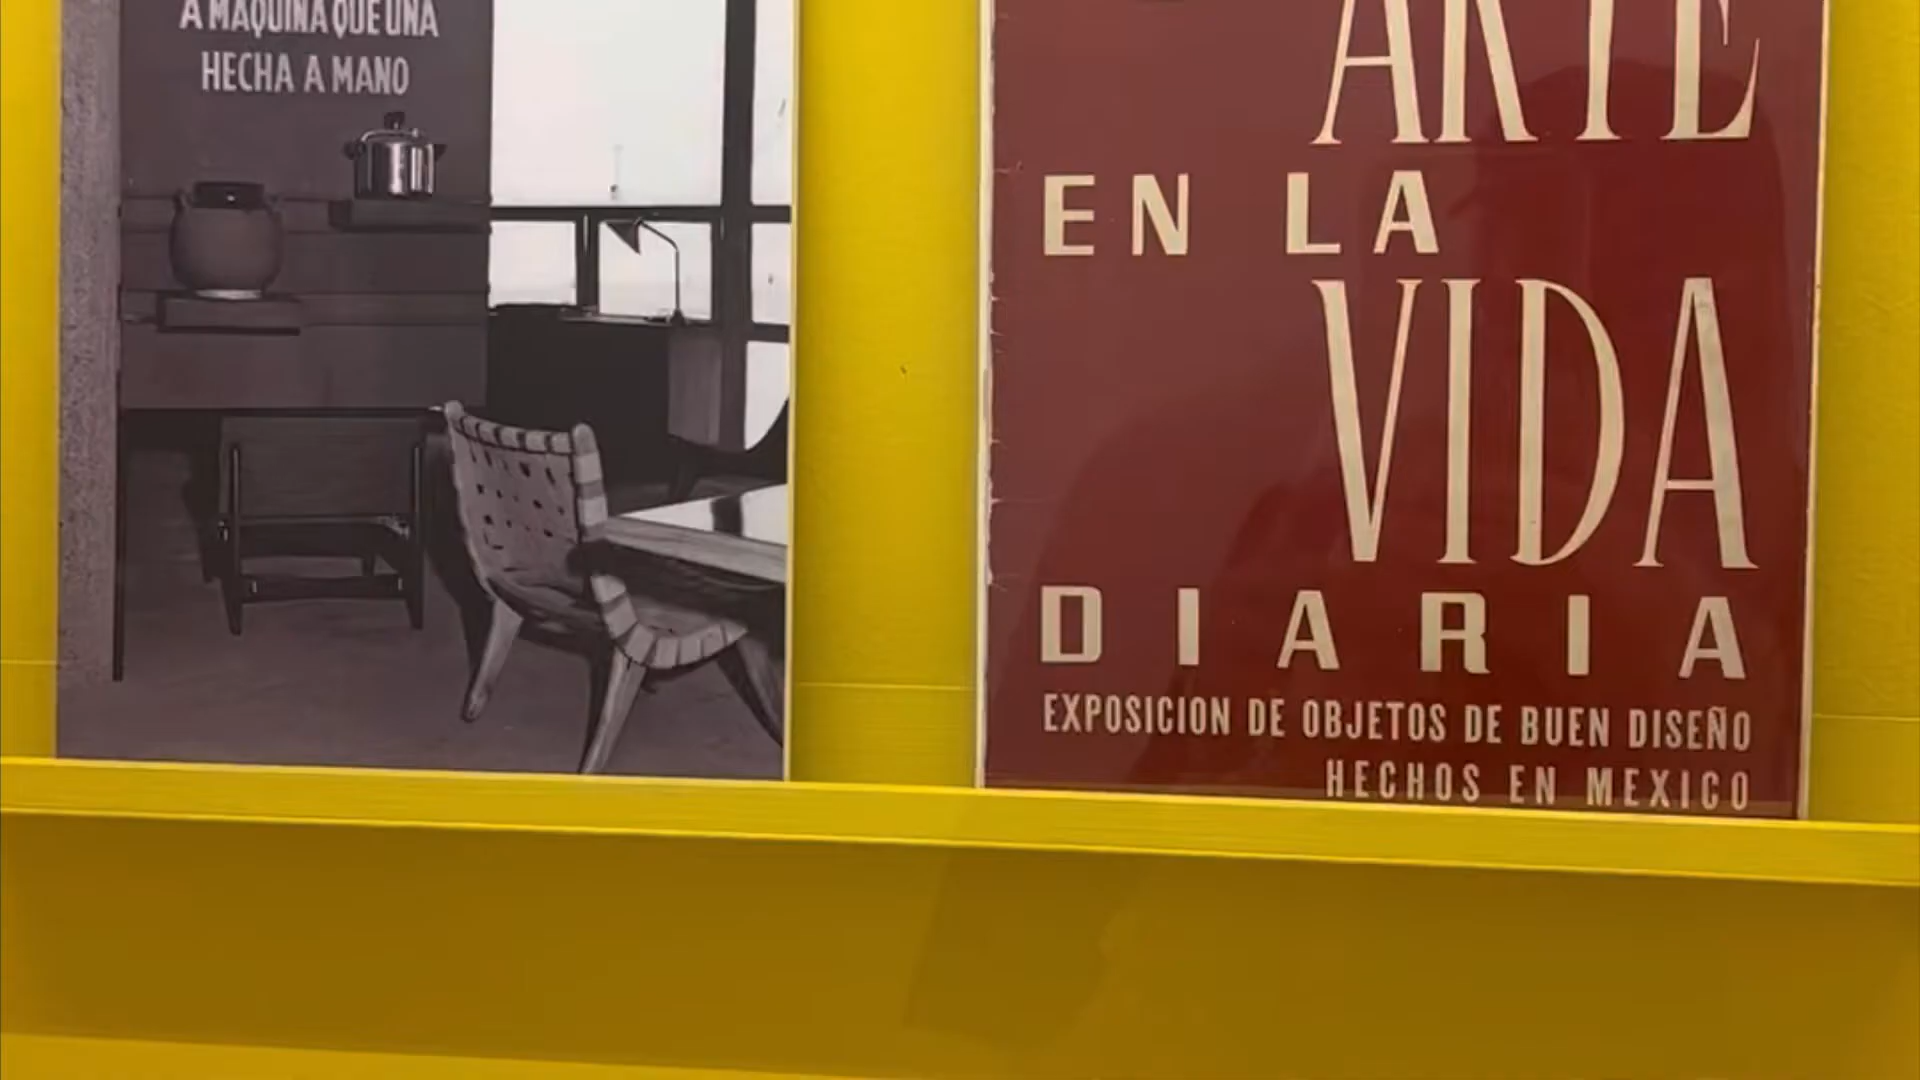 A MAQUINA QUE UNA
HECHA A MANO
ARTE
EN LA
VIDA
DIARIA
EXPOSICION DE OBJETOS DE BUEN DISEÑO
HECHOS EN MEXICO